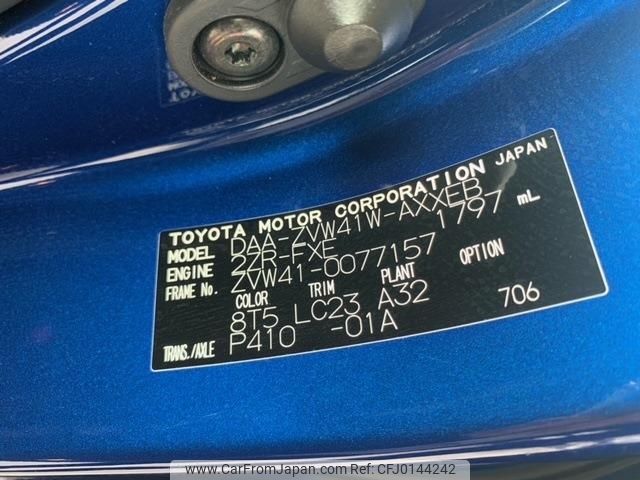 TOYOTA MOTOR CORPORATION JAPAN
MODEL DAA-ZVW41W-AXXEB
ENGINE 2ZR-FXE 1797 mL
FRAME No. ZVW41-0077157
COLOR TRIM PLANT OPTION
8T5 LC23 A32 706
TRANS./AXLE P410 -01A
www.CarFromJapan.com | Ref No. CFJ0144242